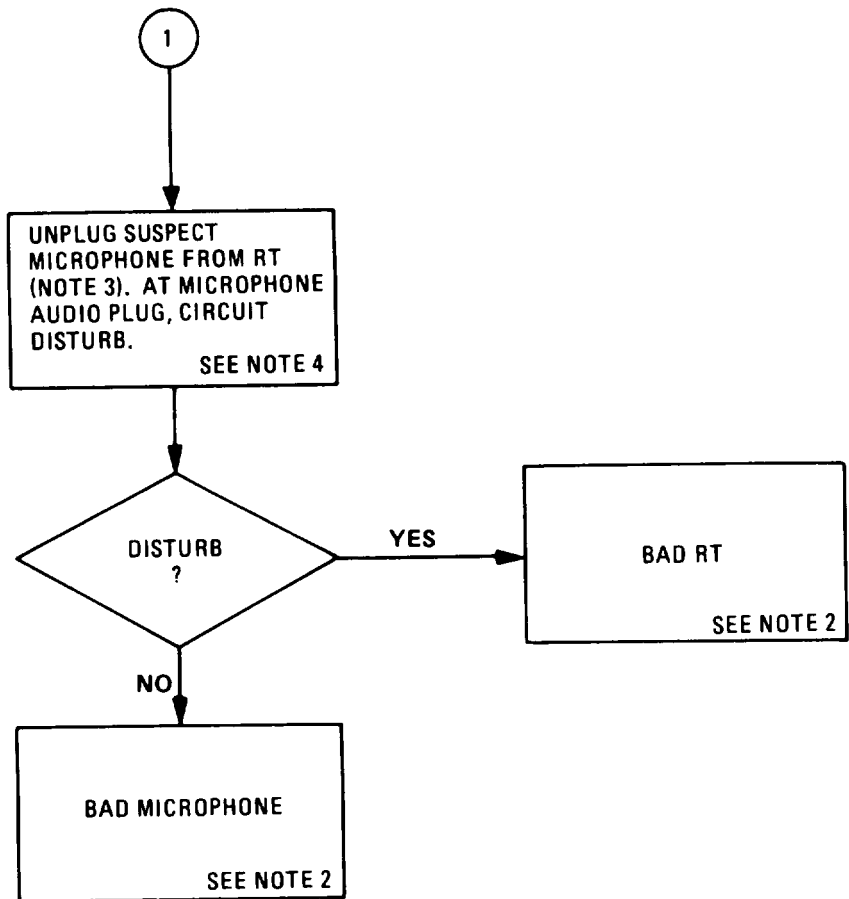 1
UNPLUG SUSPECT
MICROPHONE FROM RT
(NOTE 3). AT MICROPHONE
AUDIO PLUG, CIRCUIT
DISTURB.
SEE NOTE 4
DISTURB
?
YES
BAD RT
SEE NOTE 2
NO
BAD MICROPHONE
SEE NOTE 2